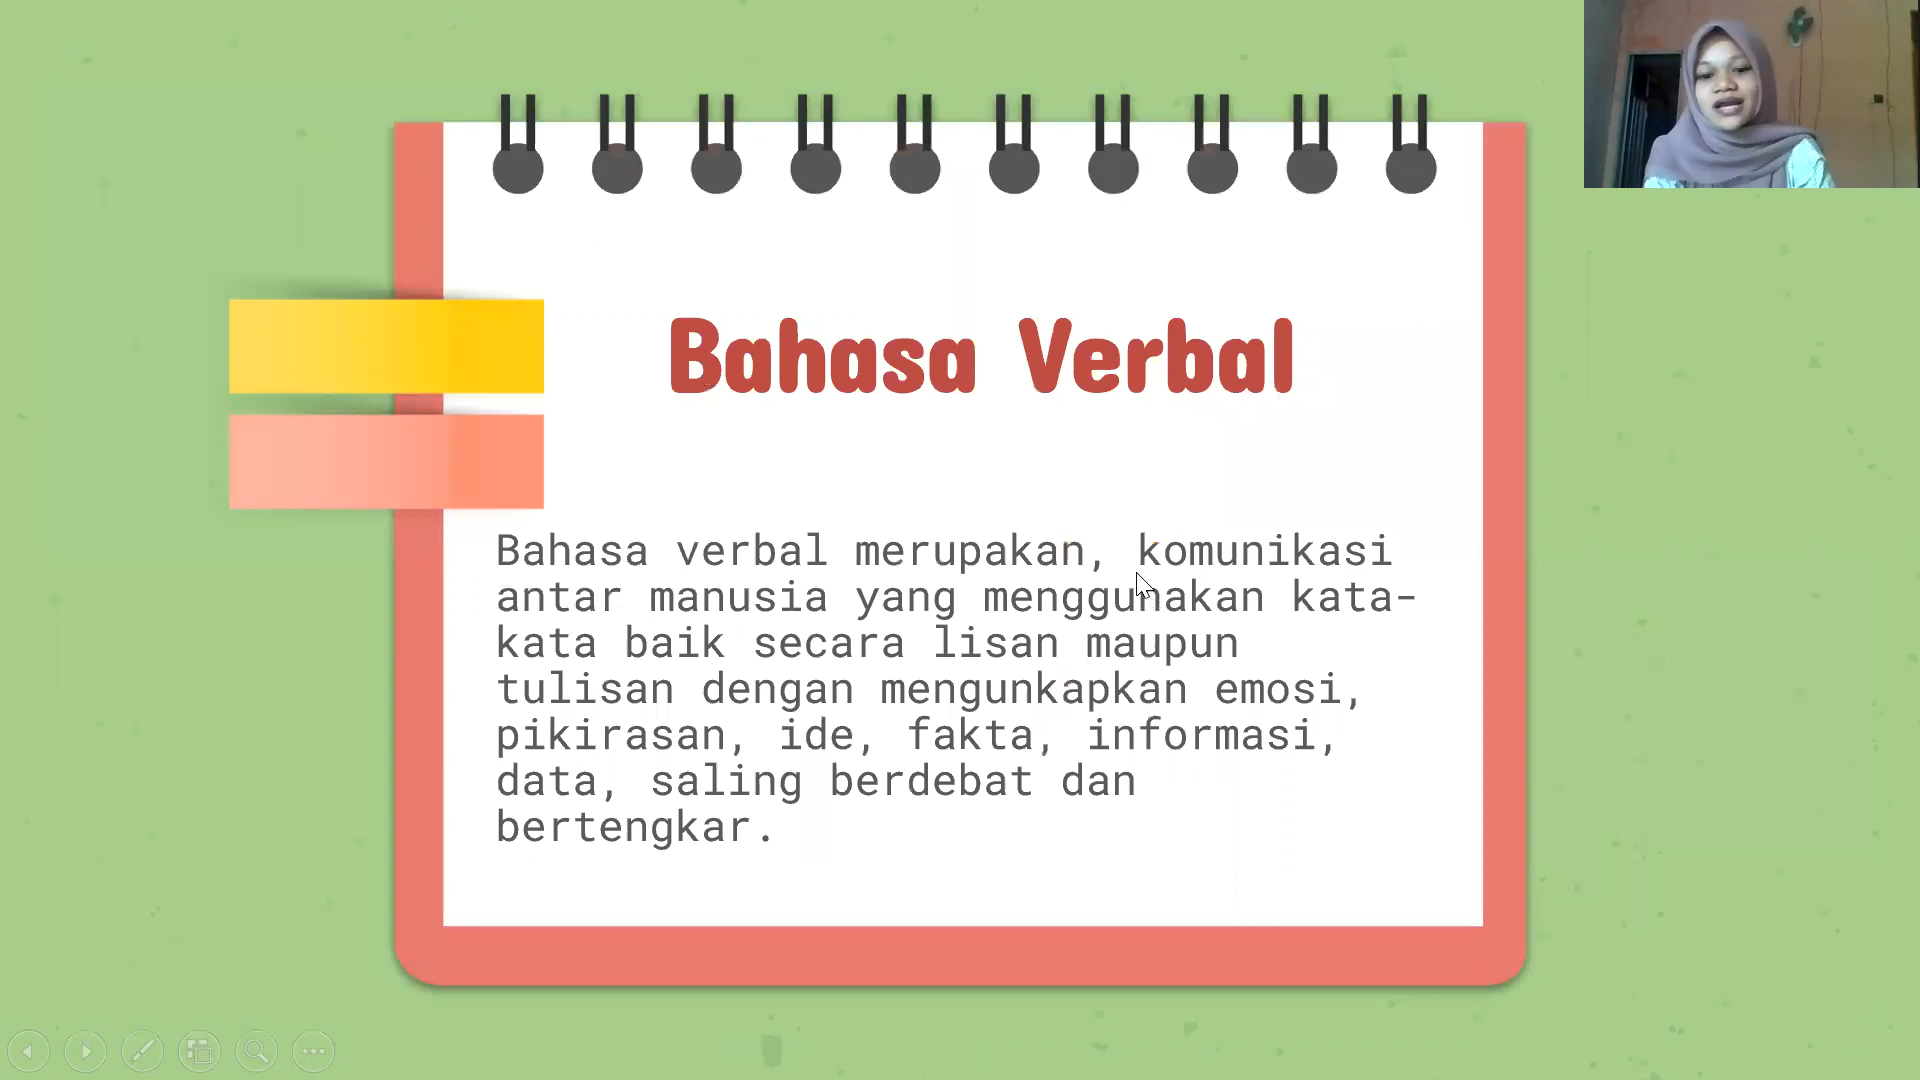 Bahasa Verbal
Bahasa verbal merupakan, komunikasi
antar manusia yang menggunakan kata-
kata baik secara lisan maupun
tulisan dengan mengunkapkan emosi,
pikirasan, ide, fakta, informasi,
data, saling berdebat dan
bertengkar.